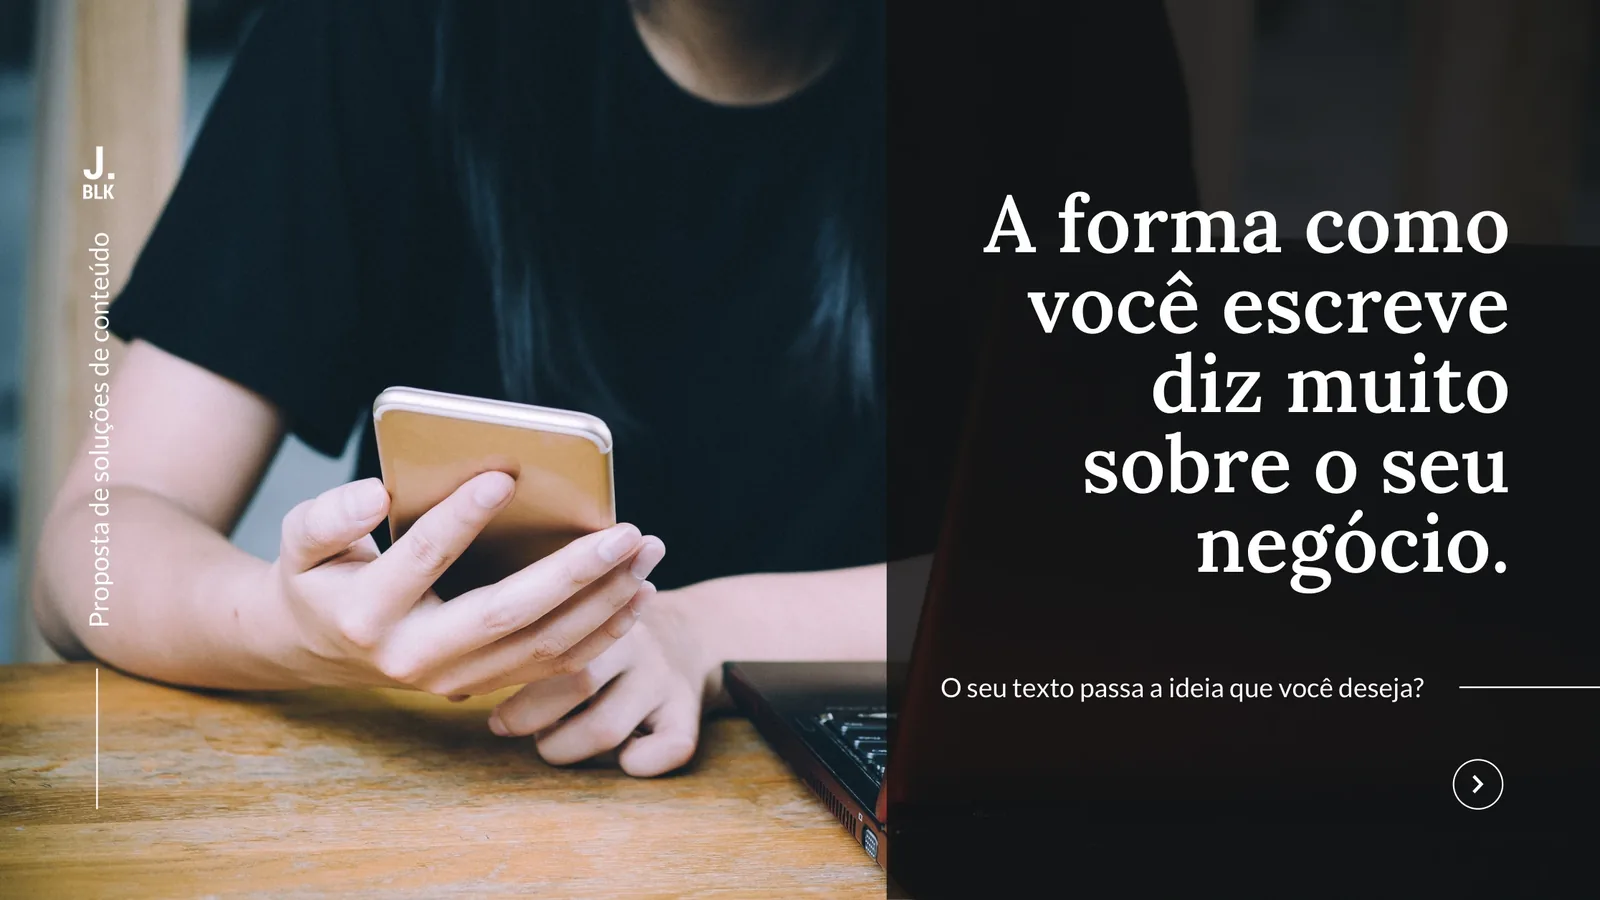 J.
BLK
Proposta de soluções de conteúdo
A forma como
você escreve
diz muito
sobre o seu
negócio.
O seu texto passa a ideia que você deseja?